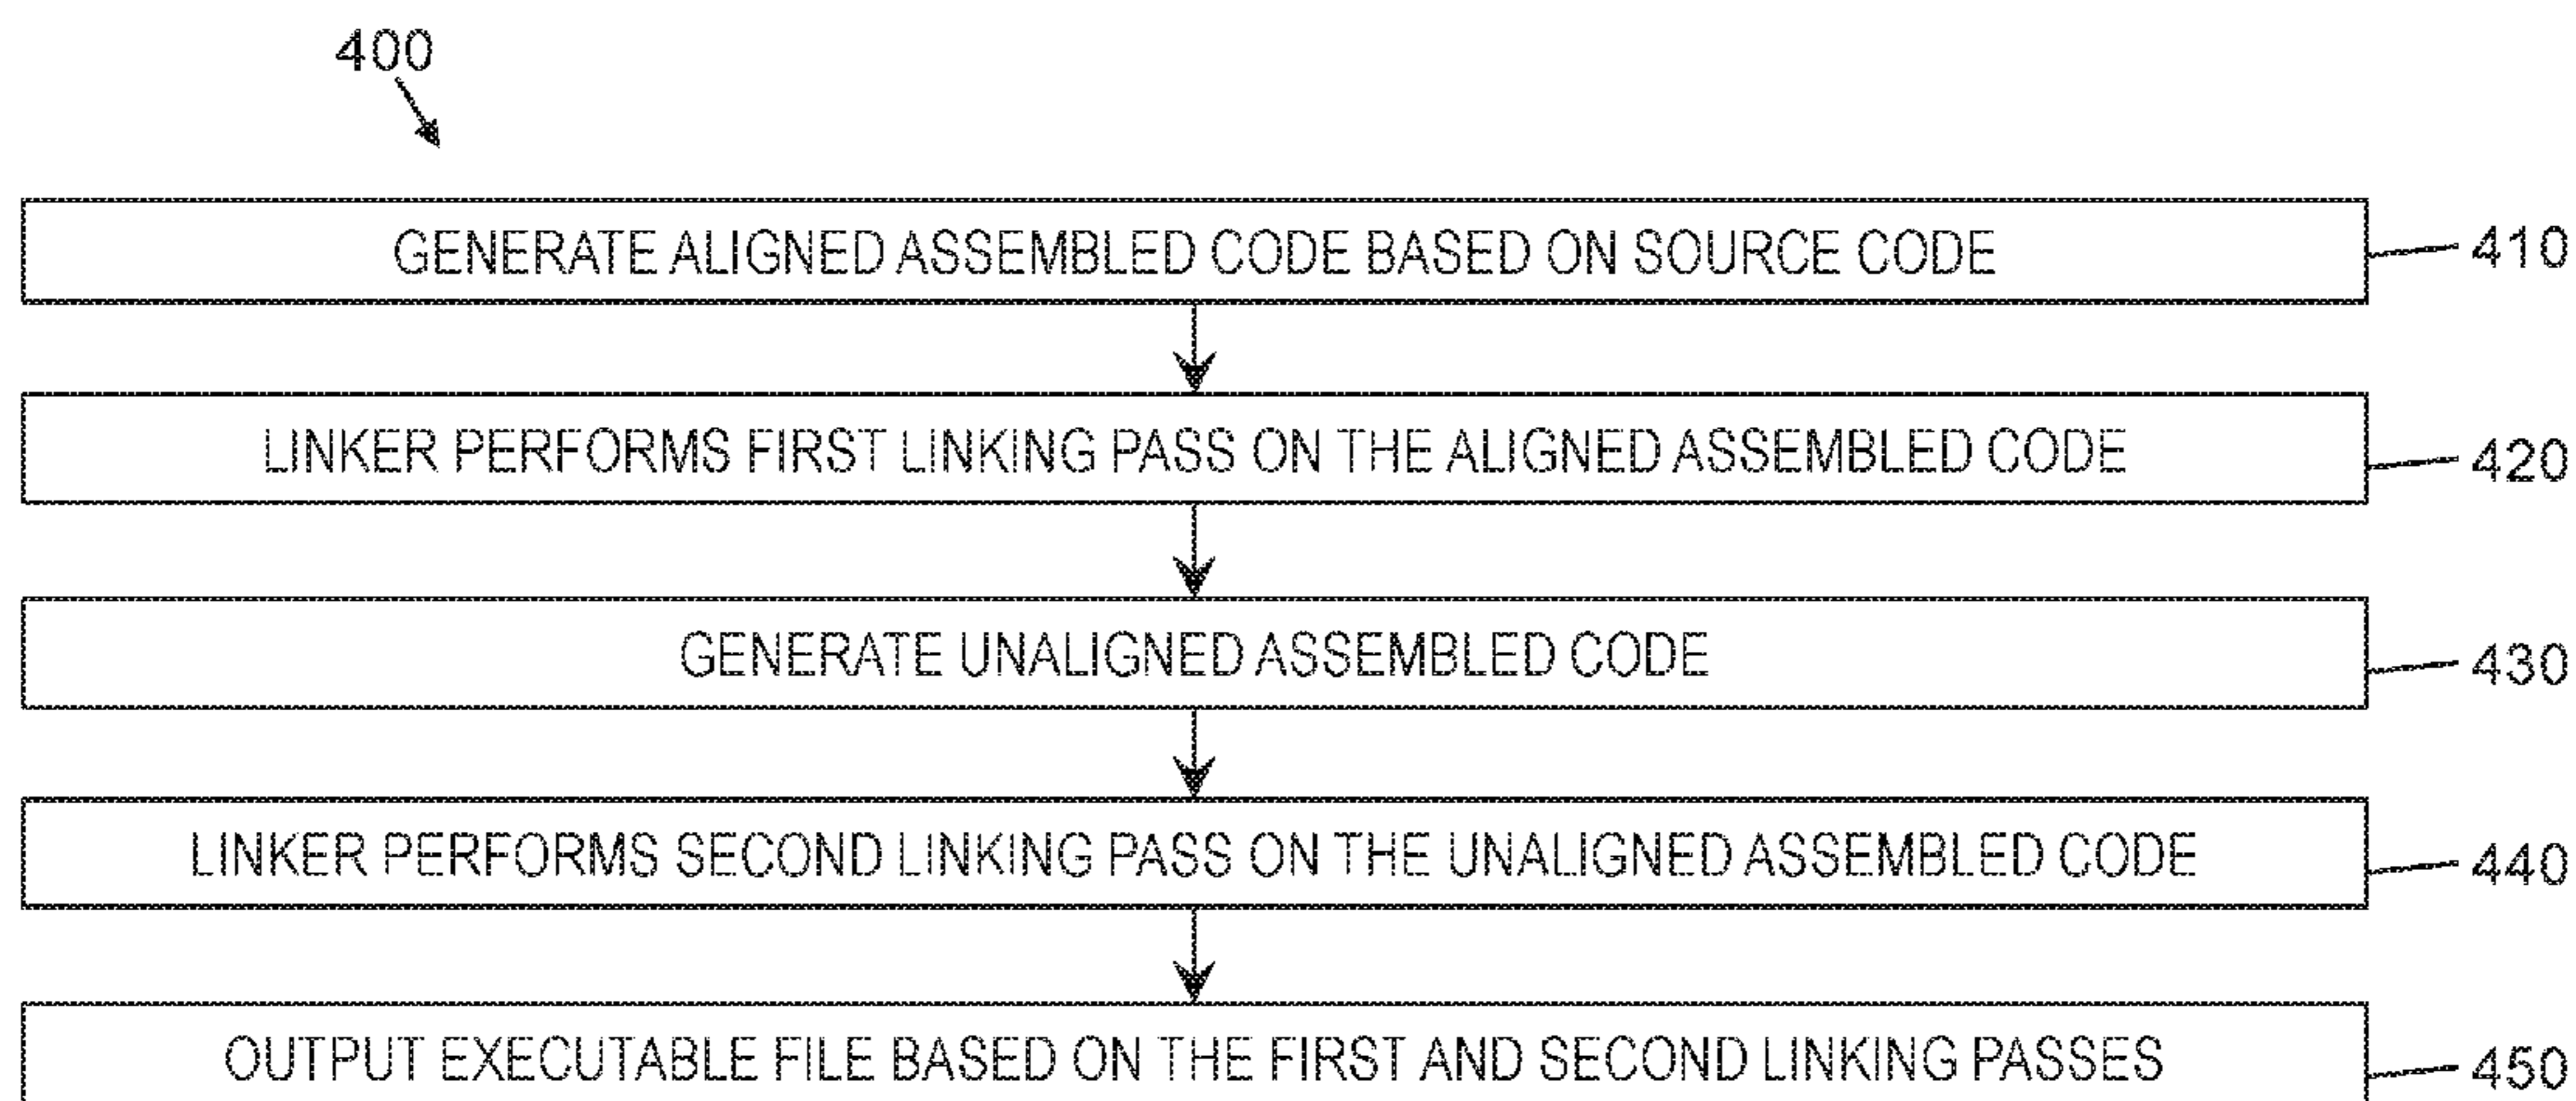 400
GENERATE ALIGNED ASSEMBLED CODE BASED ON SOURCE CODE
410
LINKER PERFORMS FIRST LINKING PASS ON THE ALIGNED ASSEMBLED CODE
420
GENERATE UNALIGNED ASSEMBLED CODE
430
LINKER PERFORMS SECOND LINKING PASS ON THE UNALIGNED ASSEMBLED CODE
440
OUTPUT EXECUTABLE FILE BASED ON THE FIRST AND SECOND LINKING PASSES
450